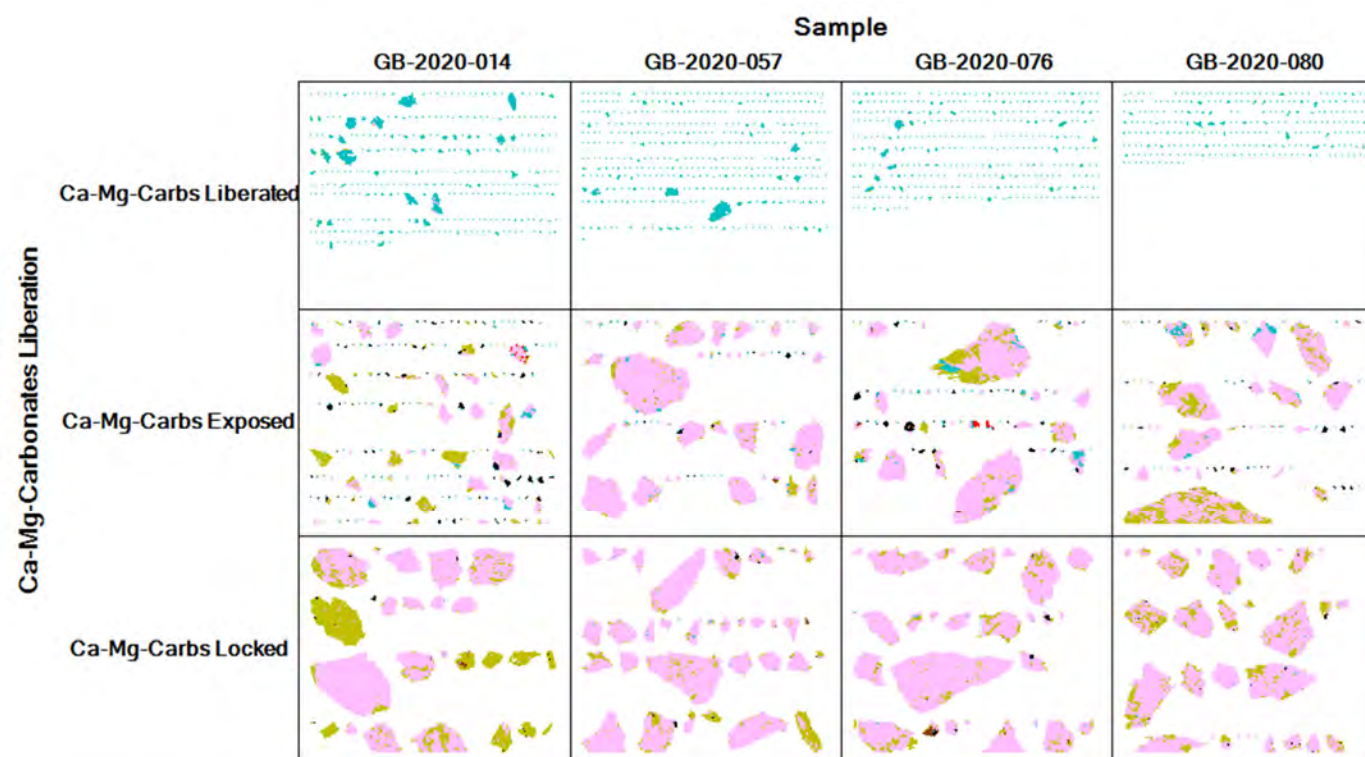 Sample
GB-2020-014 GB-2020-057 GB-2020-076 GB-2020-080
Ca-Mg-Carbonates Liberation
Ca-Mg-Carbs Liberated
Ca-Mg-Carbs Exposed
Ca-Mg-Carbs Locked